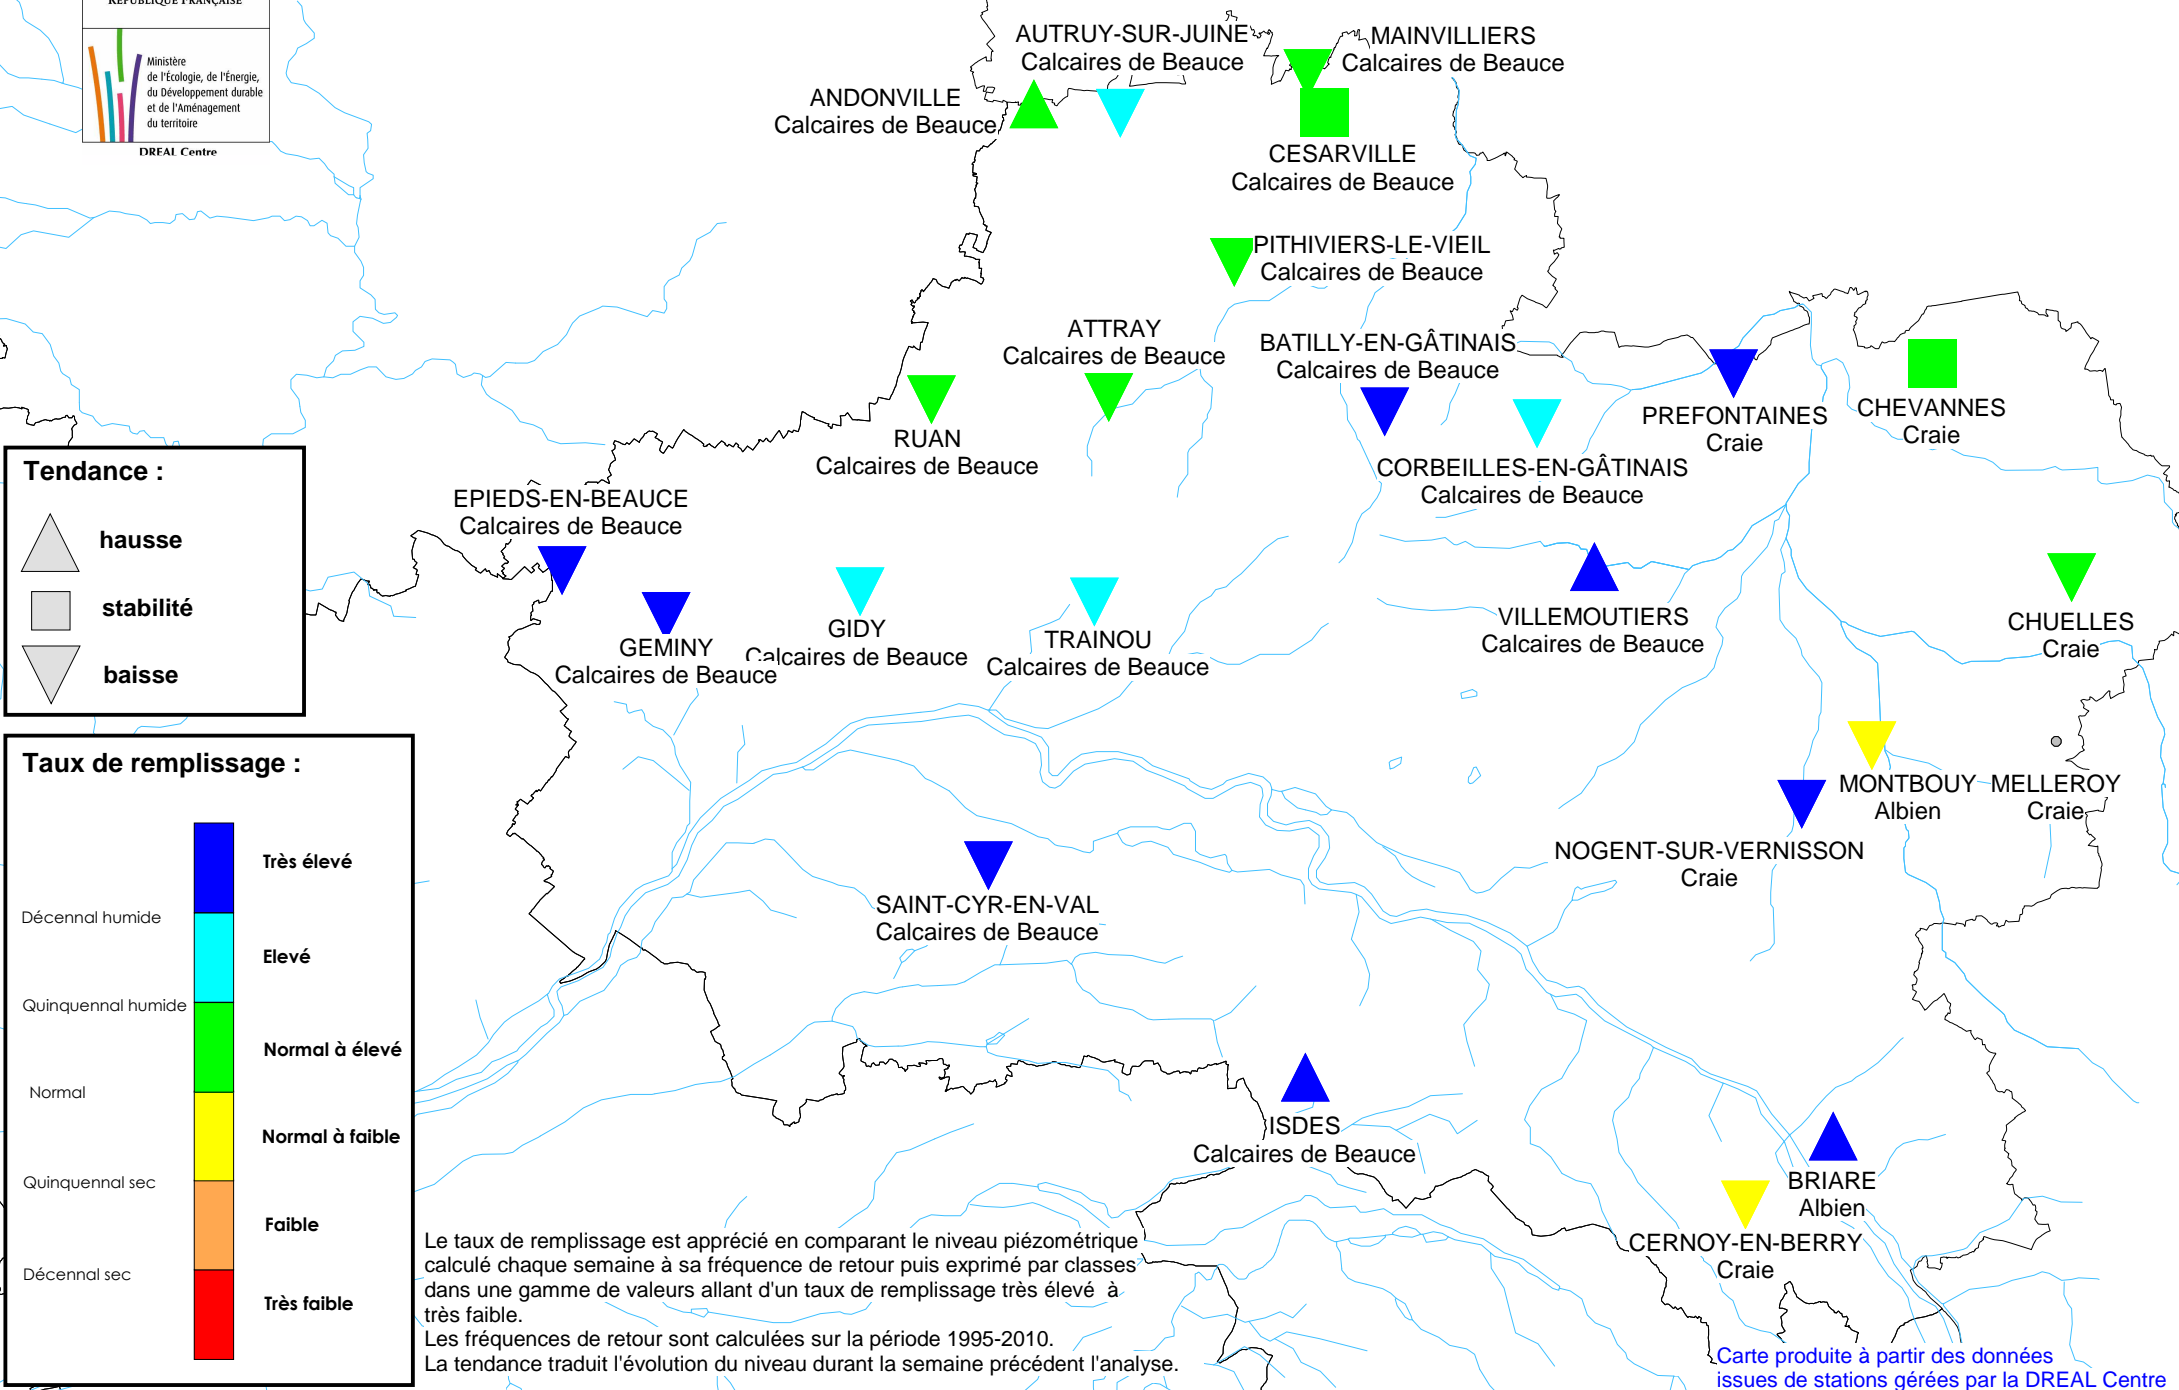 RÉPUBLIQUE FRANÇAISE
Ministère
de l'Écologie, de l'Énergie,
du Développement durable
et de l'Aménagement
du territoire
DREAL Centre
AUTRUY-SUR-JUINE
Calcaires de Beauce
MAINVILLIERS
Calcaires de Beauce
ANDONVILLE
Calcaires de Beauce
CESARVILLE
Calcaires de Beauce
PITHIVIERS-LE-VIEIL
Calcaires de Beauce
ATTRAY
Calcaires de Beauce
BATILLY-EN-GÂTINAIS
Calcaires de Beauce
PREFONTAINES
Craie
CHEVANNES
Craie
RUAN
Calcaires de Beauce
CORBEILLES-EN-GÂTINAIS
Calcaires de Beauce
EPIEDS-EN-BEAUCE
Calcaires de Beauce
GEMINY
Calcaires de Beauce
GIDY
Calcaires de Beauce
TRAINOU
Calcaires de Beauce
VILLEMOUTIERS
Calcaires de Beauce
CHUELLES
Craie
MONTBOUY
Albien
MELLEROY
Craie
NOGENT-SUR-VERNISSON
Craie
SAINT-CYR-EN-VAL
Calcaires de Beauce
ISDES
Calcaires de Beauce
BRIARE
Albien
CERNOY-EN-BERRY
Craie
Tendance :
hausse
stabilité
baisse
Taux de remplissage :
Très élevé
Décennal humide
Elevé
Quinquennal humide
Normal à élevé
Normal
Normal à faible
Quinquennal sec
Faible
Décennal sec
Très faible
Le taux de remplissage est apprécié en comparant le niveau piézométrique
calculé chaque semaine à sa fréquence de retour puis exprimé par classes
dans une gamme de valeurs allant d'un taux de remplissage très élevé à
très faible.
Les fréquences de retour sont calculées sur la période 1995-2010.
La tendance traduit l'évolution du niveau durant la semaine précédent l'analyse.
Carte produite à partir des données
issues de stations gérées par la DREAL Centre